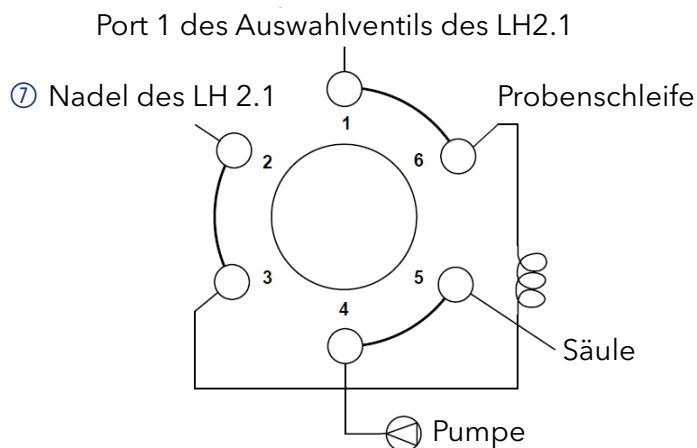 Port 1 des Auswahlventils des LH2.1
⑦ Nadel des LH 2.1
Probenschleife
1
2
6
3
5
4
Säule
Pumpe